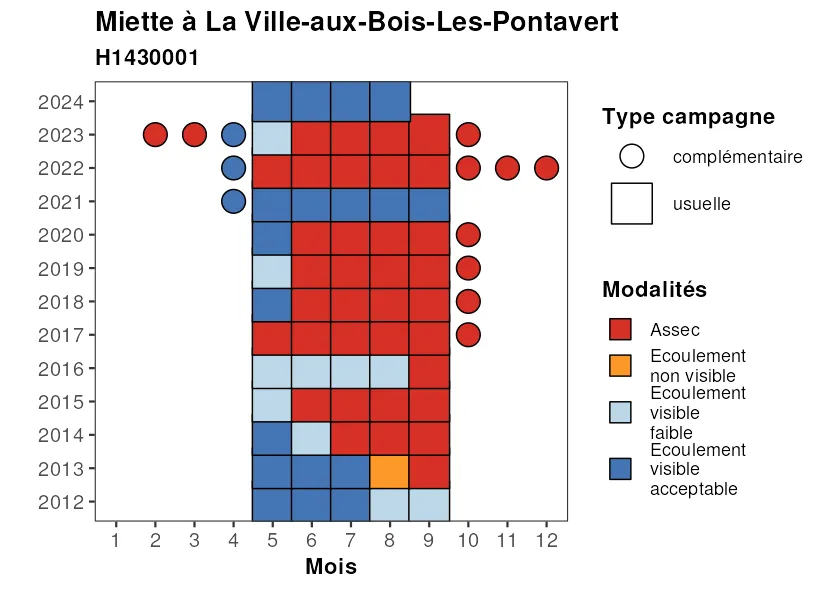 Miette à La Ville-aux-Bois-Les-Pontavert
H1430001
2024
2023
2022
2021
2020
2019
2018
2017
2016
2015
2014
2013
2012
1 2 3 4 5 6 7 8 9 10 11 12
Mois
Type campagne
complémentaire
usuelle
Modalités
Assec
Ecoulement
non visible
Ecoulement
visible
faible
Ecoulement
visible
acceptable